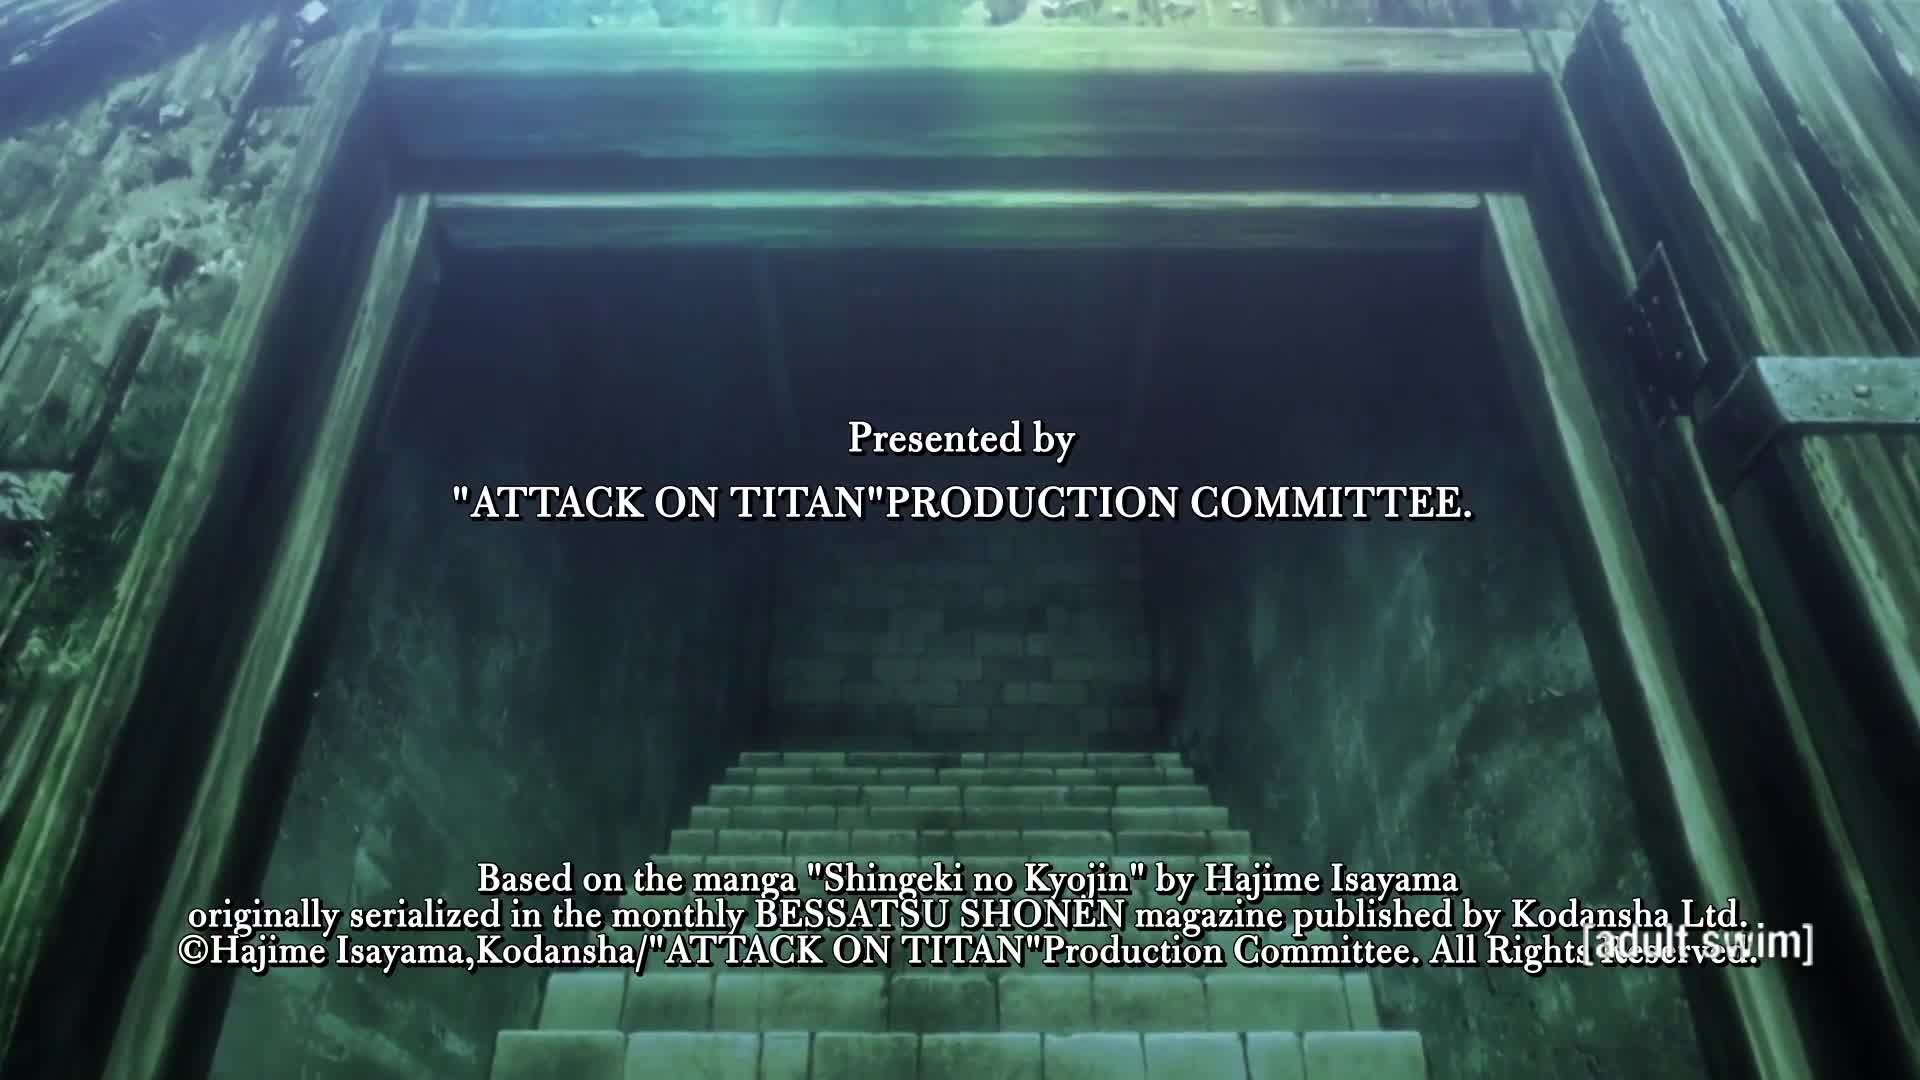 Presented by
"ATTACK ON TITAN"PRODUCTION COMMITTEE.
Based on the manga "Shingeki no Kyojin" by Hajime Isayama
originally serialized in the monthly BESSATSU SHONEN magazine published by Kodansha Ltd.
©Hajime Isayama,Kodansha/"ATTACK ON TITAN"Production Committee. All Rights Reserved.
[adult swim]